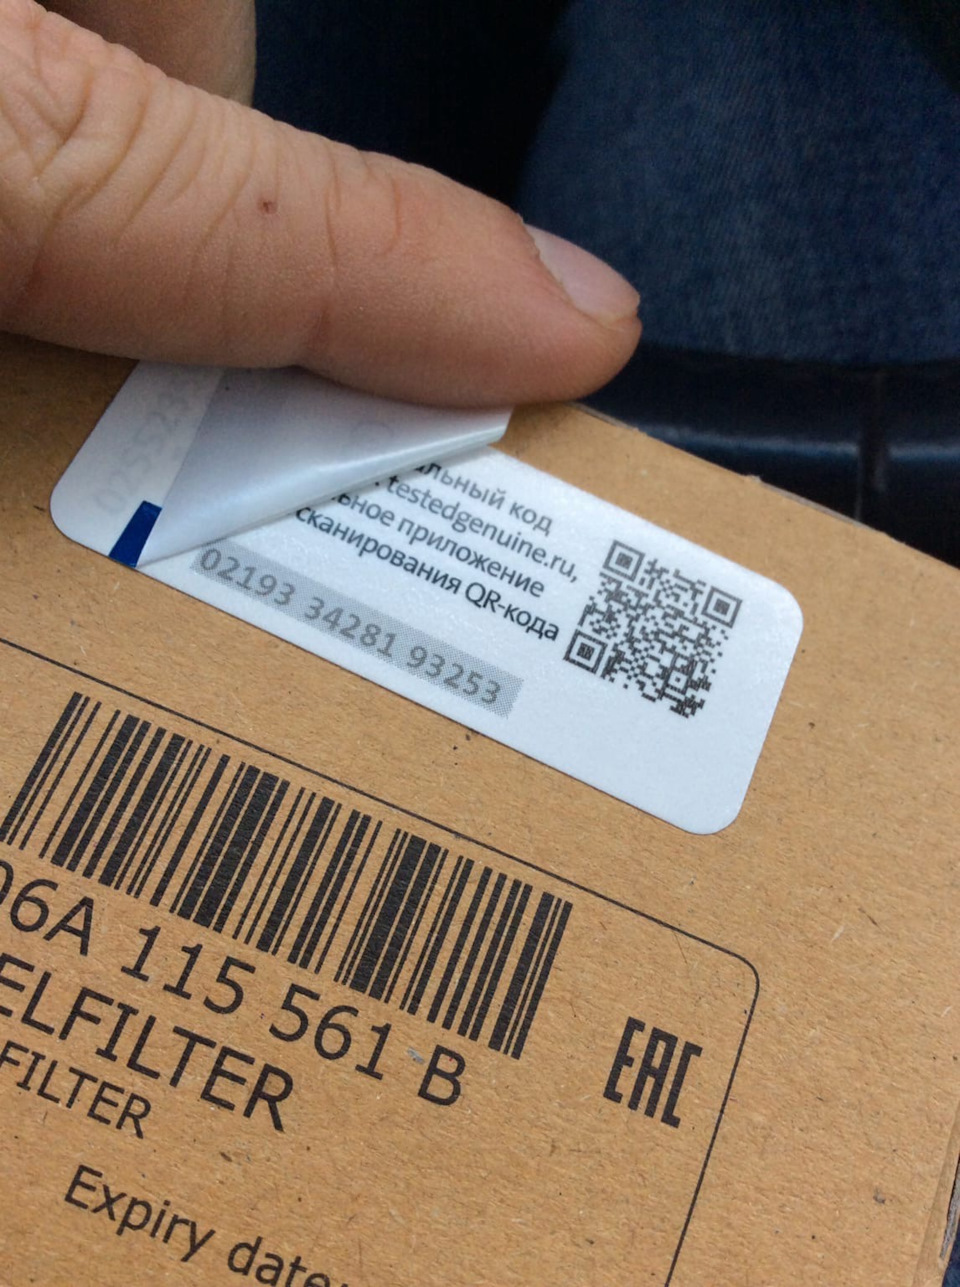 альный код
testedgenuine.ru,
ьное приложение
сканирования QR-кода
02193 34281 93253
06A 115 561 B
ELFILTER
FILTER
EAC
Expiry date: